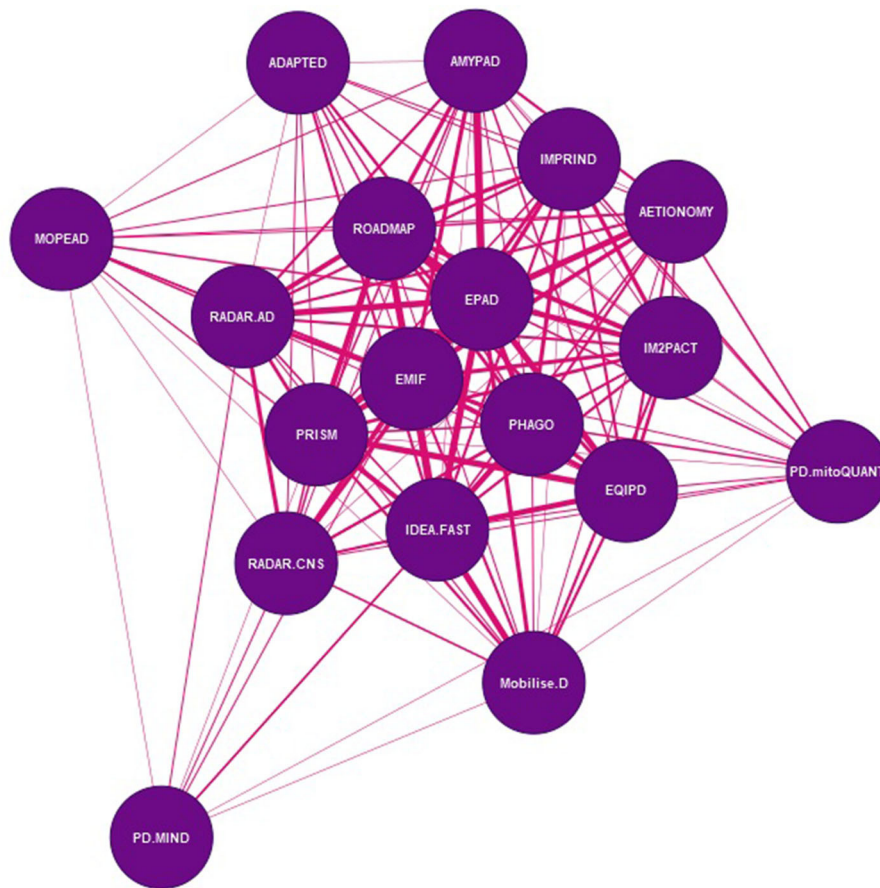 ADAPTED
AMYPAD
IMPRIND
AETIONOMY
MOPEAD
ROADMAP
EPAD
RADAR.AD
IM2PACT
EMIF
PHAGO
PRISM
PD.mitoQUANT
EQIPD
IDEA.FAST
RADAR.CNS
Mobilise.D
PD.MIND